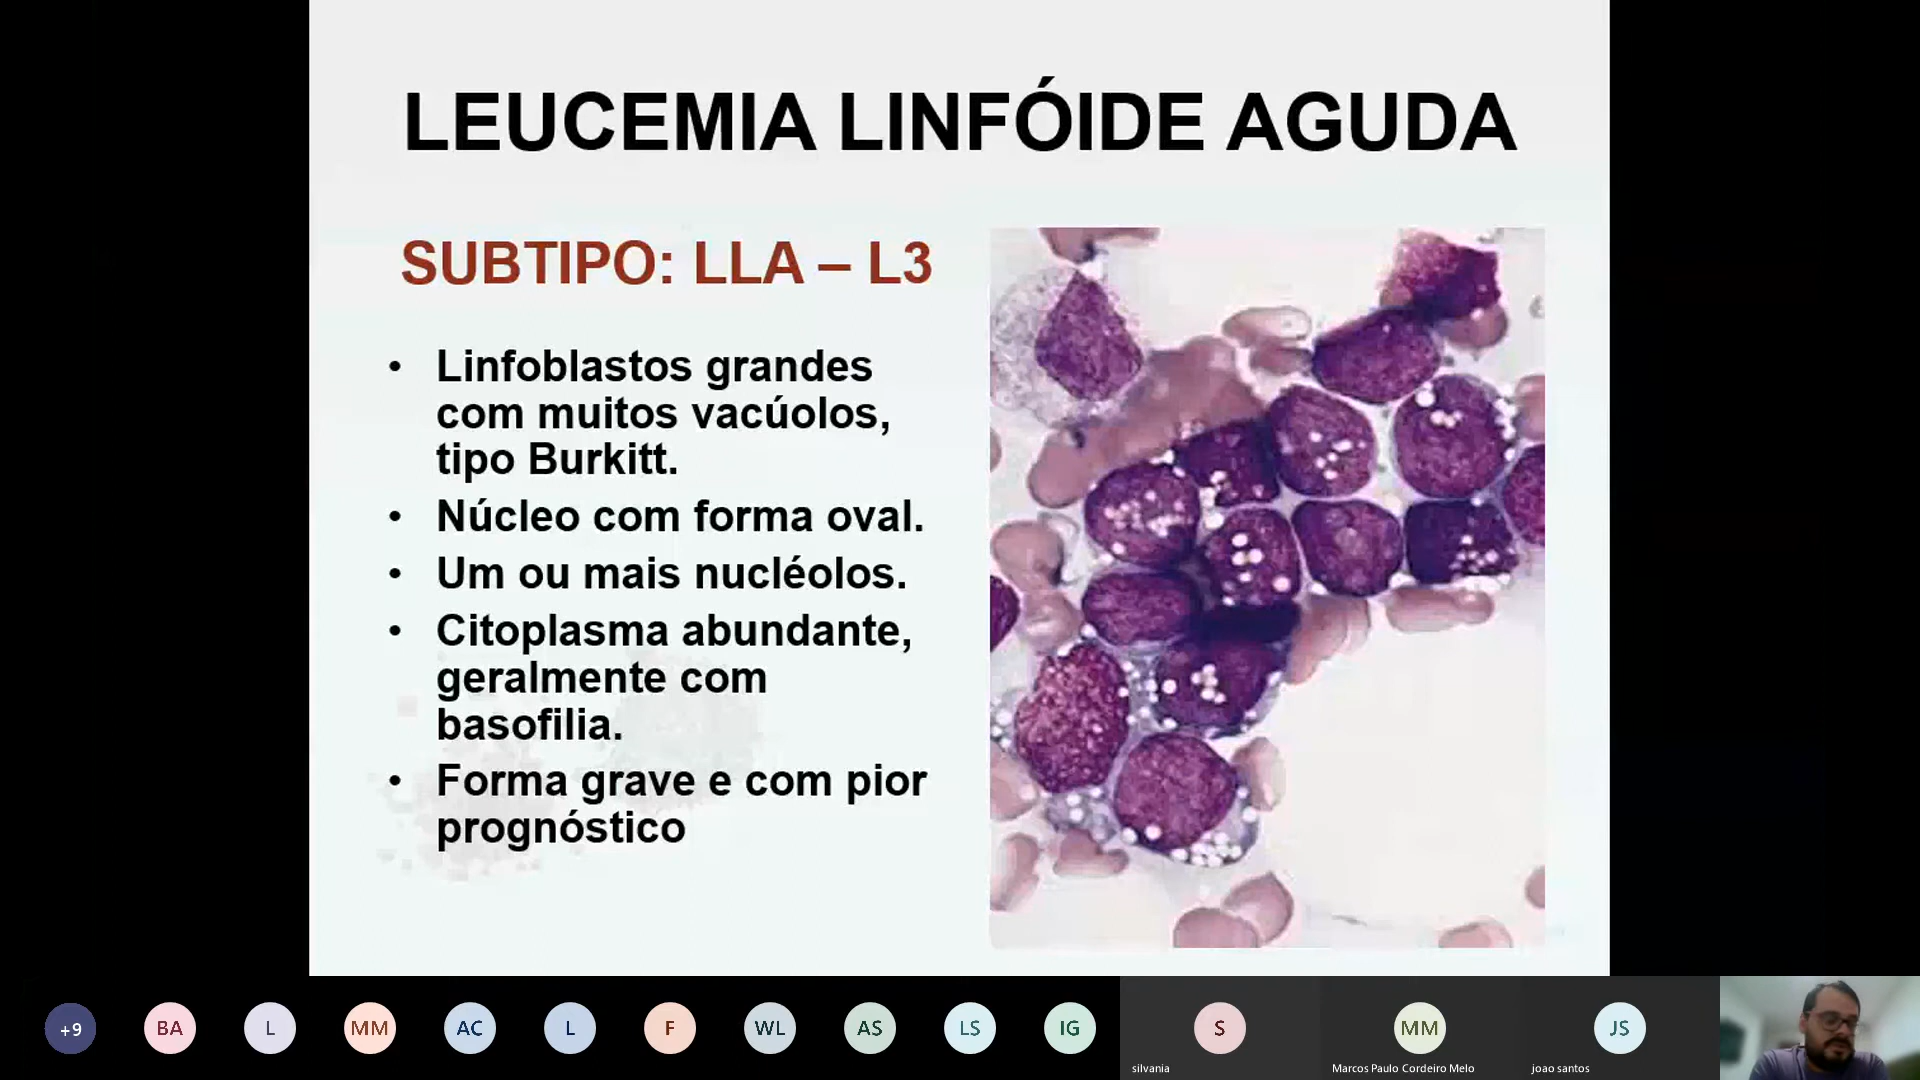 LEUCEMIA LINFÓIDE AGUDA
SUBTIPO: LLA – L3
• Linfoblastos grandes
com muitos vacúolos,
tipo Burkitt.
• Núcleo com forma oval.
• Um ou mais nucléolos.
• Citoplasma abundante,
geralmente com
basofilia.
• Forma grave e com pior
prognóstico
+9 BA L MM AC L F WL AS LS IG S MM JS
silvania Marcos Paulo Cordeiro Melo joao santos